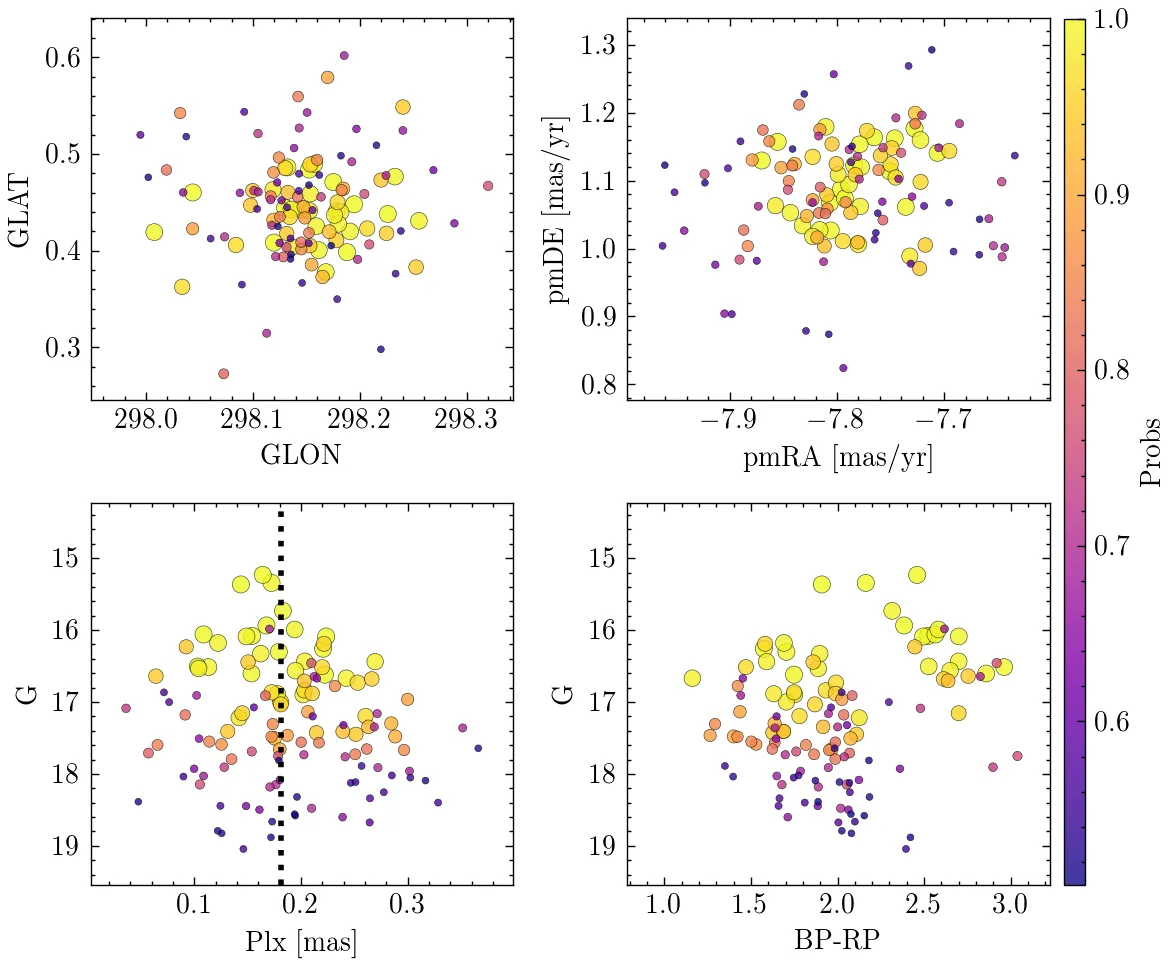 0.6
0.5
0.4
0.3
GLAT
298.0 298.1 298.2 298.3
GLON
1.3
1.2
1.1
1.0
0.9
0.8
pmDE [mas/yr]
−7.9 −7.8 −7.7
pmRA [mas/yr]
15
16
17
18
19
G
0.1 0.2 0.3
Plx [mas]
15
16
17
18
19
G
1.0 1.5 2.0 2.5 3.0
BP-RP
1.0
0.9
0.8
0.7
0.6
Probs